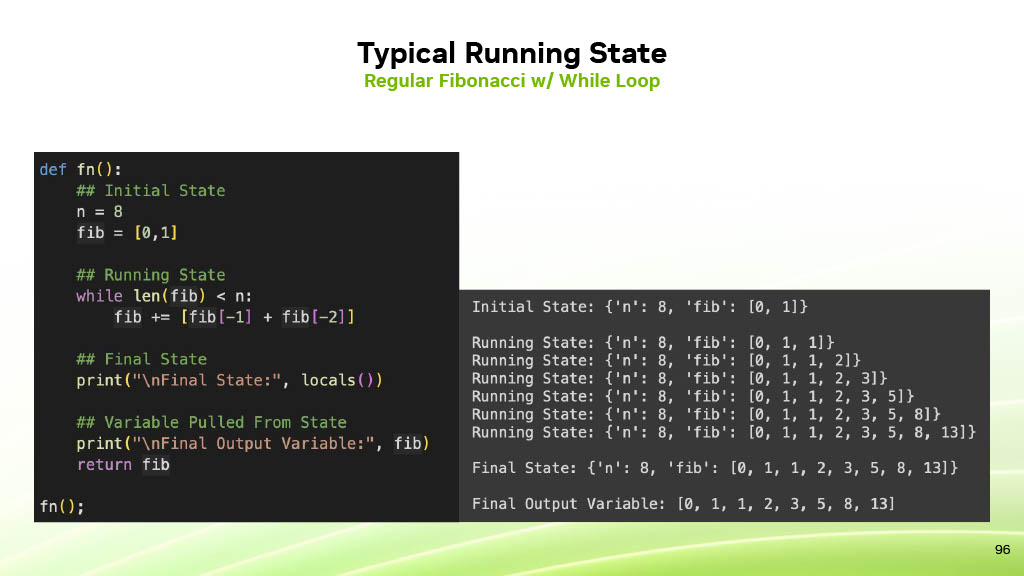 Typical Running State
Regular Fibonacci w/ While Loop
def fn():
    ## Initial State
    n = 8
    fib = [0,1]

    ## Running State
    while len(fib) < n:
        fib += [fib[-1] + fib[-2]]

    ## Final State
    print("\nFinal State:", locals())

    ## Variable Pulled From State
    print("\nFinal Output Variable:", fib)
    return fib

fn();
Initial State: {'n': 8, 'fib': [0, 1]}

Running State: {'n': 8, 'fib': [0, 1, 1]}
Running State: {'n': 8, 'fib': [0, 1, 1, 2]}
Running State: {'n': 8, 'fib': [0, 1, 1, 2, 3]}
Running State: {'n': 8, 'fib': [0, 1, 1, 2, 3, 5]}
Running State: {'n': 8, 'fib': [0, 1, 1, 2, 3, 5, 8]}
Running State: {'n': 8, 'fib': [0, 1, 1, 2, 3, 5, 8, 13]}

Final State: {'n': 8, 'fib': [0, 1, 1, 2, 3, 5, 8, 13]}

Final Output Variable: [0, 1, 1, 2, 3, 5, 8, 13]
96